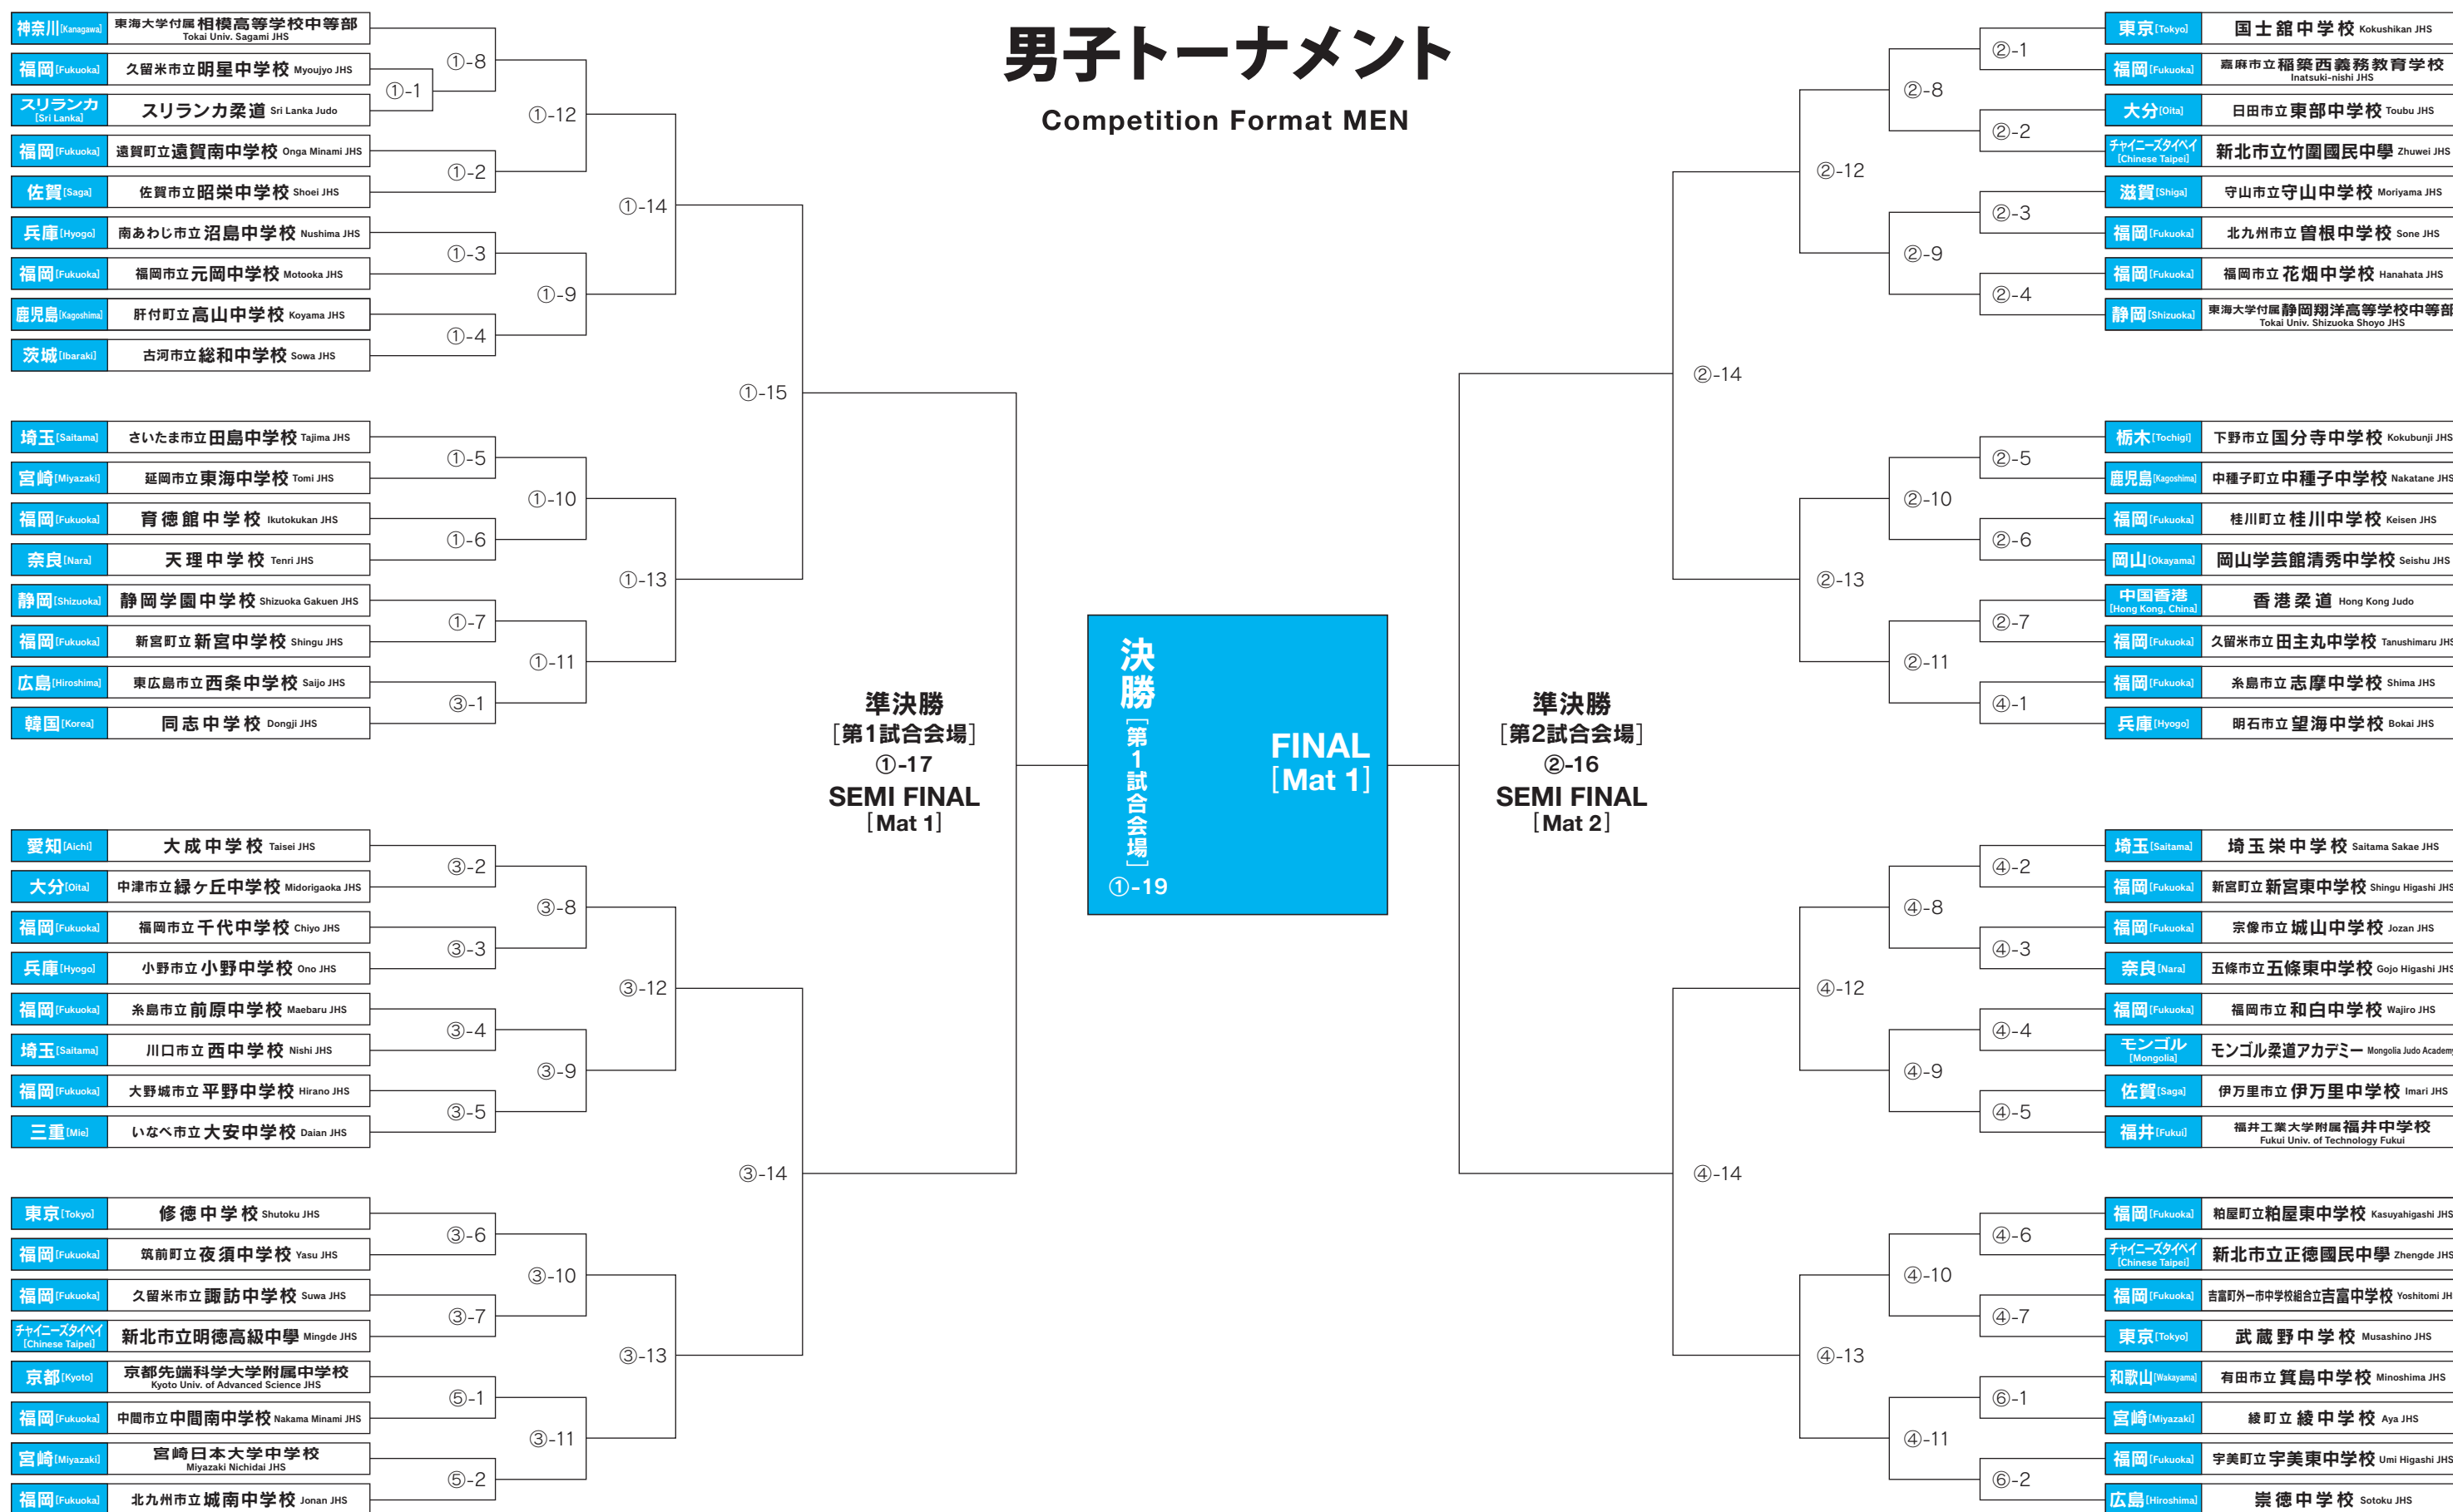 男子トーナメント
Competition Format MEN
神奈川[Kanagawa] 東海大学付属相模高等学校中等部 Tokai Univ. Sagami JHS
福岡[Fukuoka] 久留米市立明星中学校 Myoujyo JHS
スリランカ[Sri Lanka] スリランカ柔道 Sri Lanka Judo
福岡[Fukuoka] 遠賀町立遠賀南中学校 Onga Minami JHS
佐賀[Saga] 佐賀市立昭栄中学校 Shoei JHS
兵庫[Hyogo] 南あわじ市立沼島中学校 Nushima JHS
福岡[Fukuoka] 福岡市立元岡中学校 Motooka JHS
鹿児島[Kagoshima] 肝付町立高山中学校 Koyama JHS
茨城[Ibaraki] 古河市立総和中学校 Sowa JHS
①-1
①-8
①-2
①-3
①-4
①-12
①-9
①-14
①-15
埼玉[Saitama] さいたま市立田島中学校 Tajima JHS
宮崎[Miyazaki] 延岡市立東海中学校 Tomi JHS
福岡[Fukuoka] 育徳館中学校 Ikutokukan JHS
奈良[Nara] 天理中学校 Tenri JHS
静岡[Shizuoka] 静岡学園中学校 Shizuoka Gakuen JHS
福岡[Fukuoka] 新宮町立新宮中学校 Shingu JHS
広島[Hiroshima] 東広島市立西条中学校 Saijo JHS
韓国[Korea] 同志中学校 Dongji JHS
①-5
①-6
①-7
③-1
①-10
①-11
①-13
愛知[Aichi] 大成中学校 Taisei JHS
大分[Oita] 中津市立緑ヶ丘中学校 Midorigaoka JHS
福岡[Fukuoka] 福岡市立千代中学校 Chiyo JHS
兵庫[Hyogo] 小野市立小野中学校 Ono JHS
福岡[Fukuoka] 糸島市立前原中学校 Maebaru JHS
埼玉[Saitama] 川口市立西中学校 Nishi JHS
福岡[Fukuoka] 大野城市立平野中学校 Hirano JHS
三重[Mie] いなべ市立大安中学校 Daian JHS
③-2
③-3
③-4
③-5
③-8
③-9
③-12
③-14
東京[Tokyo] 修徳中学校 Shutoku JHS
福岡[Fukuoka] 筑前町立夜須中学校 Yasu JHS
福岡[Fukuoka] 久留米市立諏訪中学校 Suwa JHS
チャイニーズタイペイ[Chinese Taipei] 新北市立明德高級中學 Mingde JHS
京都[Kyoto] 京都先端科学大学附属中学校 Kyoto Univ. of Advanced Science JHS
福岡[Fukuoka] 中間市立中間南中学校 Nakama Minami JHS
宮崎[Miyazaki] 宮崎日本大学中学校 Miyazaki Nichidai JHS
福岡[Fukuoka] 北九州市立城南中学校 Jonan JHS
③-6
③-7
⑤-1
⑤-2
③-10
③-11
③-13
準決勝
[第1試合会場]
①-17
SEMI FINAL
[Mat 1]
決勝[第1試合会場]
①-19
FINAL
[Mat 1]
準決勝
[第2試合会場]
②-16
SEMI FINAL
[Mat 2]
東京[Tokyo] 国士舘中学校 Kokushikan JHS
福岡[Fukuoka] 嘉麻市立稲築西義務教育学校 Inatsuki-nishi JHS
大分[Oita] 日田市立東部中学校 Toubu JHS
チャイニーズタイペイ[Chinese Taipei] 新北市立竹圍國民中學 Zhuwei JHS
滋賀[Shiga] 守山市立守山中学校 Moriyama JHS
福岡[Fukuoka] 北九州市立曽根中学校 Sone JHS
福岡[Fukuoka] 福岡市立花畑中学校 Hanahata JHS
静岡[Shizuoka] 東海大学付属静岡翔洋高等学校中等部 Tokai Univ. Shizuoka Shoyo JHS
②-1
②-2
②-3
②-4
②-8
②-9
②-12
②-14
栃木[Tochigi] 下野市立国分寺中学校 Kokubunji JHS
鹿児島[Kagoshima] 中種子町立中種子中学校 Nakatane JHS
福岡[Fukuoka] 桂川町立桂川中学校 Keisen JHS
岡山[Okayama] 岡山学芸館清秀中学校 Seishu JHS
中国香港[Hong Kong, China] 香港柔道 Hong Kong Judo
福岡[Fukuoka] 久留米市立田主丸中学校 Tanushimaru JHS
福岡[Fukuoka] 糸島市立志摩中学校 Shima JHS
兵庫[Hyogo] 明石市立望海中学校 Bokai JHS
②-5
②-6
②-7
④-1
②-10
②-11
②-13
埼玉[Saitama] 埼玉栄中学校 Saitama Sakae JHS
福岡[Fukuoka] 新宮町立新宮東中学校 Shingu Higashi JHS
福岡[Fukuoka] 宗像市立城山中学校 Jozan JHS
奈良[Nara] 五條市立五條東中学校 Gojo Higashi JHS
福岡[Fukuoka] 福岡市立和白中学校 Wajiro JHS
モンゴル[Mongolia] モンゴル柔道アカデミー Mongolia Judo Academy
佐賀[Saga] 伊万里市立伊万里中学校 Imari JHS
福井[Fukui] 福井工業大学附属福井中学校 Fukui Univ. of Technology Fukui
④-2
④-3
④-4
④-5
④-8
④-9
④-12
④-14
福岡[Fukuoka] 粕屋町立粕屋東中学校 Kasuyahigashi JHS
チャイニーズタイペイ[Chinese Taipei] 新北市立正德國民中學 Zhengde JHS
福岡[Fukuoka] 吉富町外一市中学校組合立吉富中学校 Yoshitomi JH
東京[Tokyo] 武蔵野中学校 Musashino JHS
和歌山[Wakayama] 有田市立箕島中学校 Minoshima JHS
宮崎[Miyazaki] 綾町立綾中学校 Aya JHS
福岡[Fukuoka] 宇美町立宇美東中学校 Umi Higashi JHS
広島[Hiroshima] 崇徳中学校 Sotoku JHS
④-6
④-7
⑥-1
⑥-2
④-10
④-11
④-13